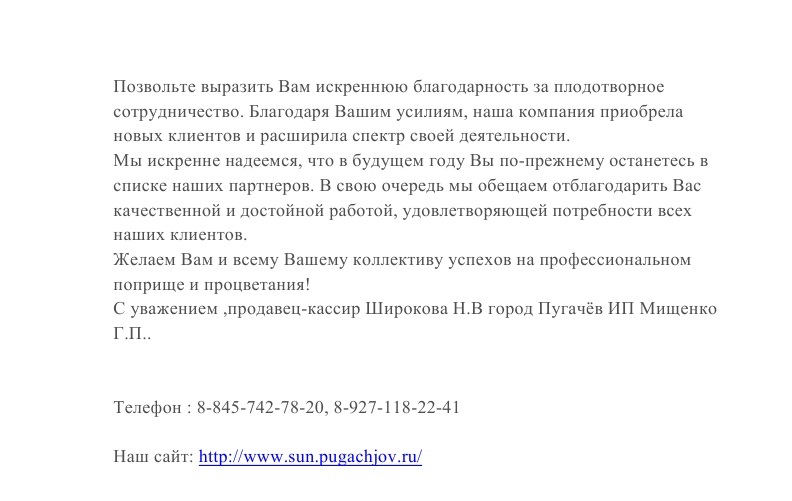 Позвольте выразить Вам искреннюю благодарность за плодотворное
сотрудничество. Благодаря Вашим усилиям, наша компания приобрела
новых клиентов и расширила спектр своей деятельности.
Мы искренне надеемся, что в будущем году Вы по-прежнему останетесь в
списке наших партнеров. В свою очередь мы обещаем отблагодарить Вас
качественной и достойной работой, удовлетворяющей потребности всех
наших клиентов.
Желаем Вам и всему Вашему коллективу успехов на профессиональном
поприще и процветания!
С уважением ,продавец-кассир Широкова Н.В город Пугачёв ИП Мищенко
Г.П..
Телефон : 8-845-742-78-20, 8-927-118-22-41
Наш сайт: http://www.sun.pugachjov.ru/